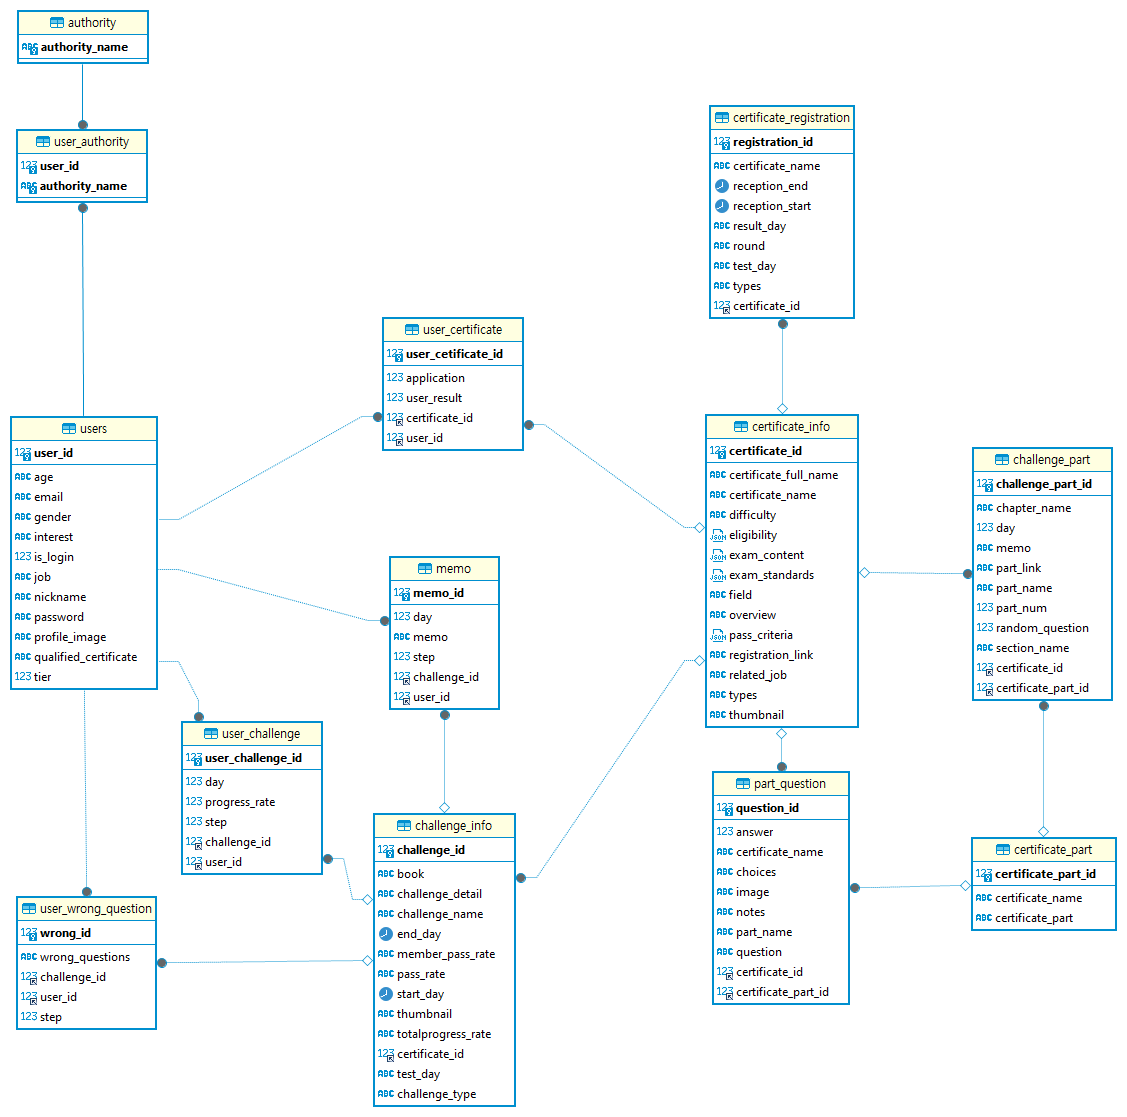 authority
authority_name
user_authority
user_id
authority_name
certificate_registration
registration_id
certificate_name
reception_end
reception_start
result_day
round
test_day
types
certificate_id
user_certificate
user_cetificate_id
application
user_result
certificate_id
user_id
users
user_id
age
email
gender
interest
is_login
job
nickname
password
profile_image
qualified_certificate
tier
certificate_info
certificate_id
certificate_full_name
certificate_name
difficulty
eligibility
exam_content
exam_standards
field
overview
pass_criteria
registration_link
related_job
types
thumbnail
challenge_part
challenge_part_id
chapter_name
day
memo
part_link
part_name
part_num
random_question
section_name
certificate_id
certificate_part_id
memo
memo_id
day
memo
step
challenge_id
user_id
user_challenge
user_challenge_id
day
progress_rate
step
challenge_id
user_id
part_question
question_id
answer
certificate_name
choices
image
notes
part_name
question
certificate_id
certificate_part_id
challenge_info
challenge_id
book
challenge_detail
challenge_name
end_day
member_pass_rate
pass_rate
start_day
thumbnail
totalprogress_rate
certificate_id
test_day
challenge_type
certificate_part
certificate_part_id
certificate_name
certificate_part
user_wrong_question
wrong_id
wrong_questions
challenge_id
user_id
step